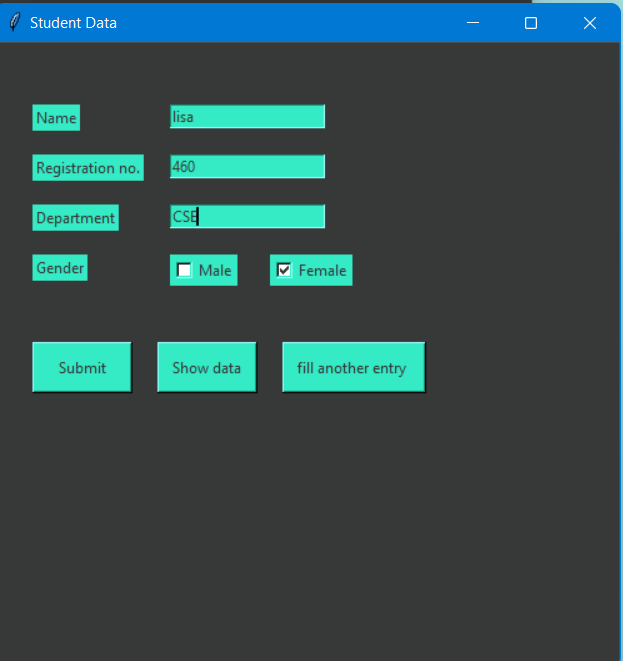 Student Data
Name lisa
Registration no. 460
Department CSE
Gender Male Female
Submit Show data fill another entry